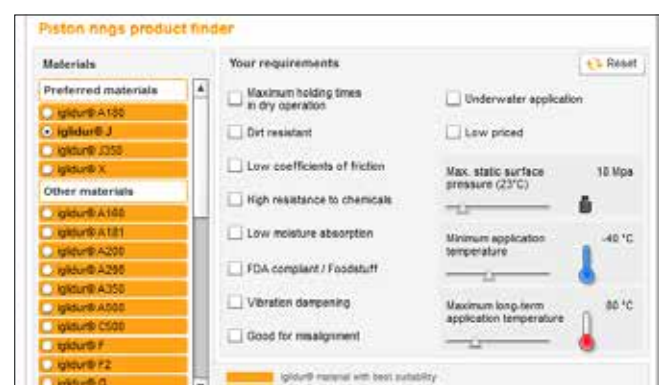 Piston rings product finder
Materials
Preferred materials
iglidur® A180
iglidur® J
iglidur® J350
iglidur® X
Other materials
iglidur® A160
iglidur® A181
iglidur® A200
iglidur® A290
iglidur® A350
iglidur® A500
iglidur® C500
iglidur® F
iglidur® F2
iglidur® G
Your requirements
Reset
Maximum holding times
in dry operation
Dirt resistant
Low coefficients of friction
High resistance to chemicals
Low moisture absorption
FDA compliant / Foodstuff
Vibration dampening
Good for misalignment
Underwater application
Low priced
Max. static surface
pressure (23°C)
10 Mpa
Minimum application
temperature
-40 °C
Maximum long-term
application temperature
80 °C
iglidur® material with best suitability